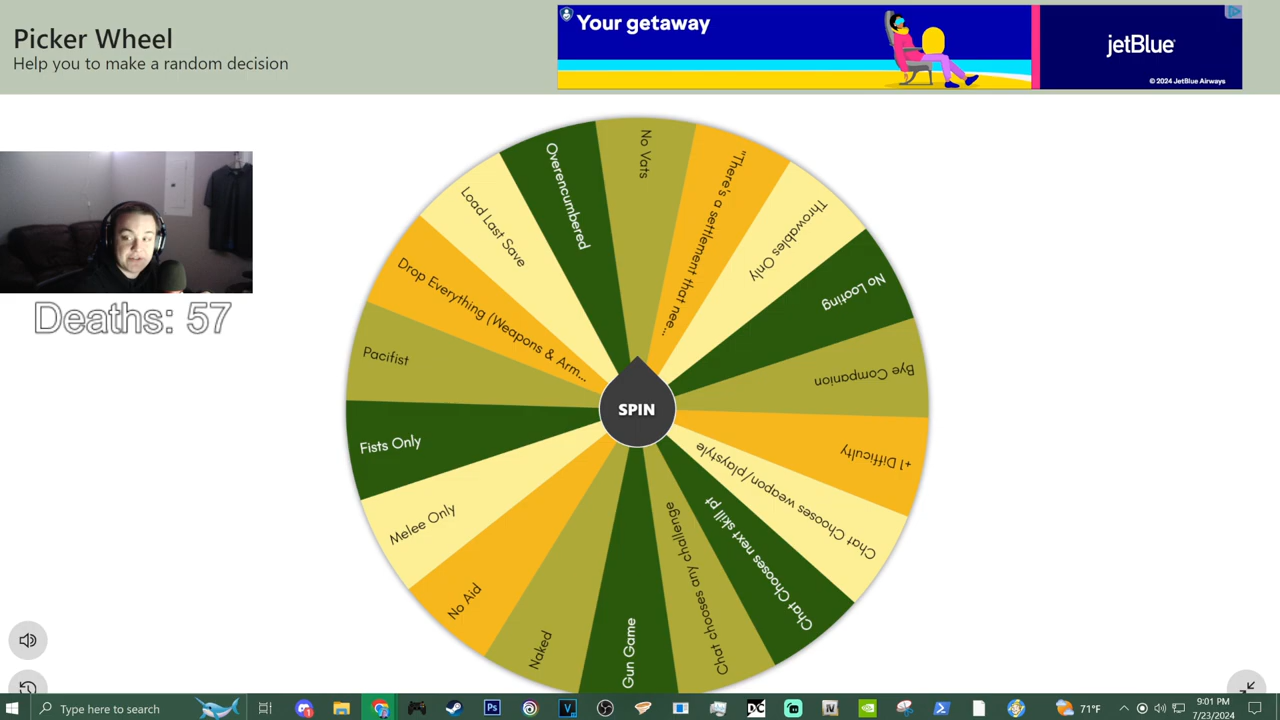 Picker Wheel
Help you to make a random decision
Your getaway
jetBlue
© 2024 JetBlue Airways
Deaths: 57
No Vats
"There's a settlement that nee...
Throwables Only
No Looting
Bye Companion
+1 Difficulty
Chat Chooses weapon/playstyle
Chat Chooses next skill pt
Chat chooses any challenge
Gun Game
Naked
No Aid
Melee Only
Fists Only
Pacifist
Drop Everything (Weapons & Arm...
Load Last Save
Overencumbered
SPIN
Type here to search
71°F
9:01 PM
7/23/2024